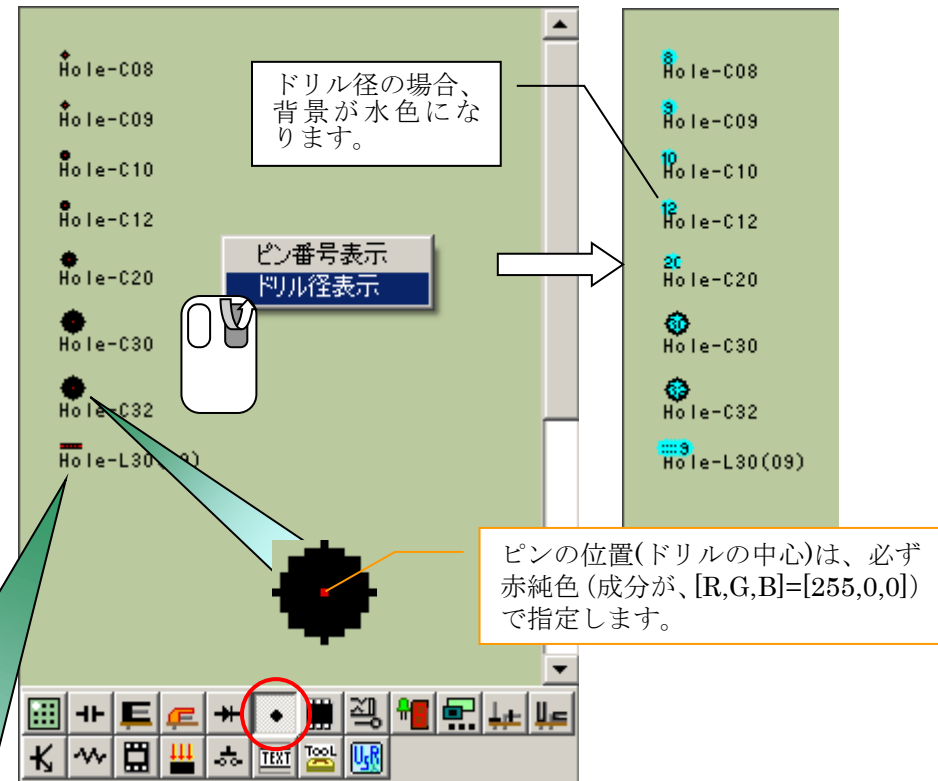 Hole-C08
Hole-C09
Hole-C10
Hole-C12
Hole-C20
Hole-C30
Hole-C32
Hole-L30(09)
ドリル径の場合、
背景が水色にな
ります。
ピン番号表示
ドリル径表示
8
Hole-C08
9
Hole-C09
10
Hole-C10
12
Hole-C12
20
Hole-C20
30
Hole-C30
32
Hole-C32
9
Hole-L30(09)
ピンの位置(ドリルの中心)は、必ず
赤純色(成分が、[R,G,B]=[255,0,0])
で指定します。
TEXT
TooL
UsR